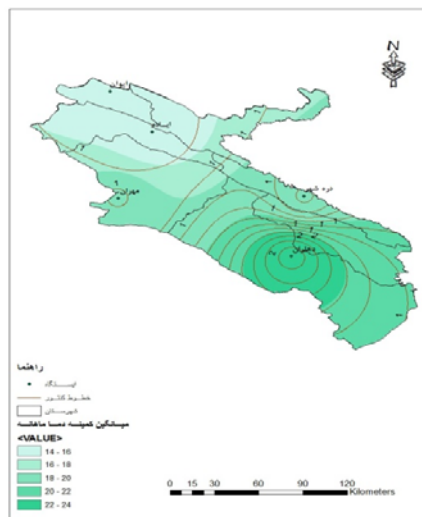 N
ایوان
ایلام
دره شهر
مهران
دهلران
راهنما
ایستگاه
خطوط کنتور
شهرستان
میانگین کمینه دما ماهانه
<VALUE>
14 - 16
16 - 18
18 - 20
20 - 22
22 - 24
0 15 30 60 90 120
Kilometers